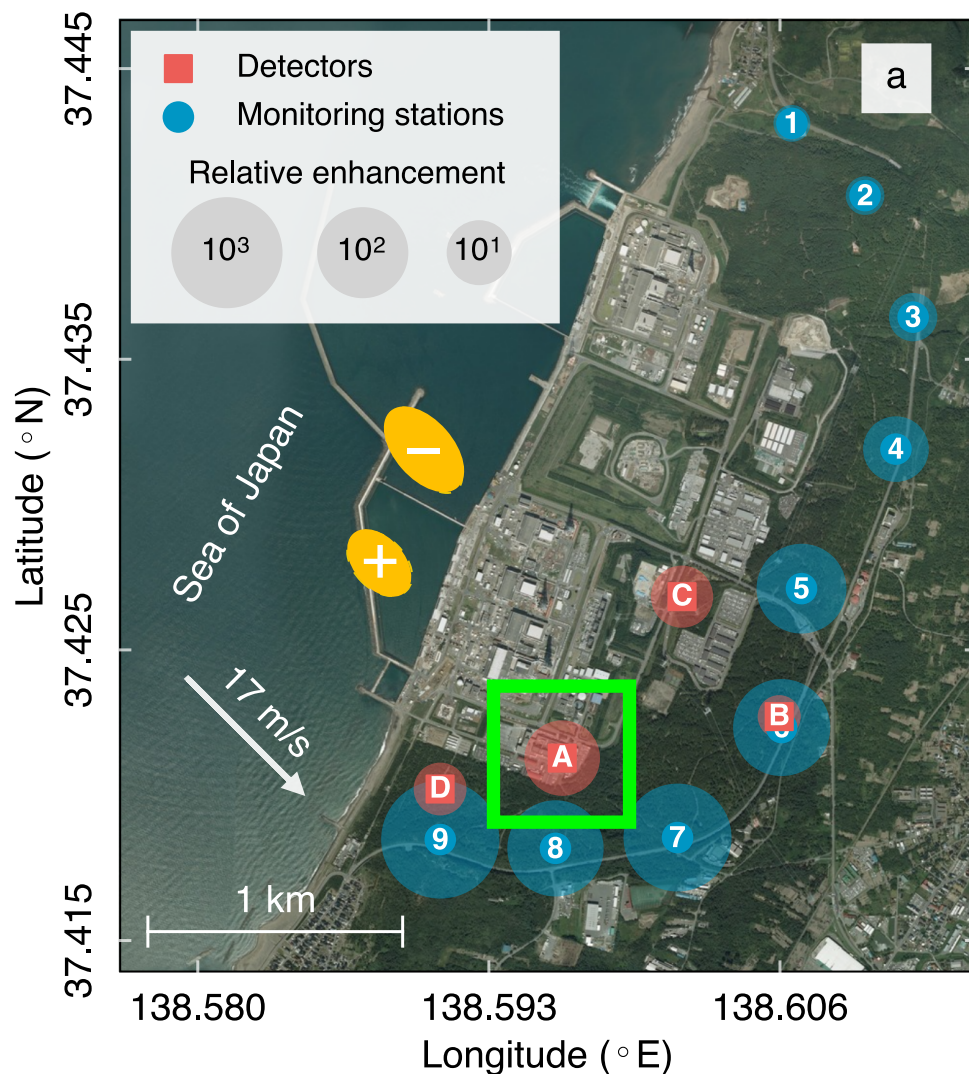 a
Detectors
Monitoring stations
Relative enhancement
10³
10²
10¹
37.445
37.435
37.425
37.415
Latitude (°N)
Sea of Japan
17 m/s
1 km
−
+
1
2
3
4
5
C
B
6
A
D
9
8
7
138.580
138.593
138.606
Longitude (°E)